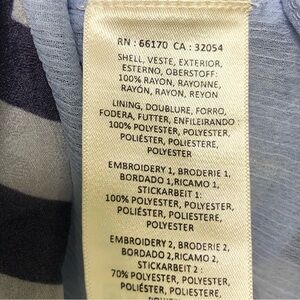 RN : 66170 CA : 32054
SHELL, VESTE, EXTERIOR,
ESTERNO, OBERSTOFF:
100% RAYON, RAYONNE,
RAYÓN, RAYON, REYON
LINING, DOUBLURE, FORRO,
FODERA, FUTTER, ENFILEIRANDO:
100% POLYESTER, POLYESTER,
POLIÉSTER, POLIESTERE,
POLYESTER
EMBROIDERY 1, BRODERIE 1,
BORDADO 1,RICAMO 1,
STICKARBEIT 1:
100% POLYESTER, POLYESTER,
POLIÉSTER, POLIESTERE,
POLYESTER
EMBROIDERY 2, BRODERIE 2,
BORDADO 2,RICAMO 2,
STICKARBEIT 2 :
70% POLYESTER, POLYESTER,
POLIÉSTER, POLIESTERE,